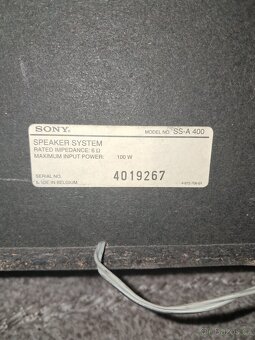 SONY MODEL NO. SS-A 400
SPEAKER SYSTEM
RATED IMPEDANCE: 6 Ω
MAXIMUM INPUT POWER: 100 W
SERIAL NO. 4019267
IN BELGIUM